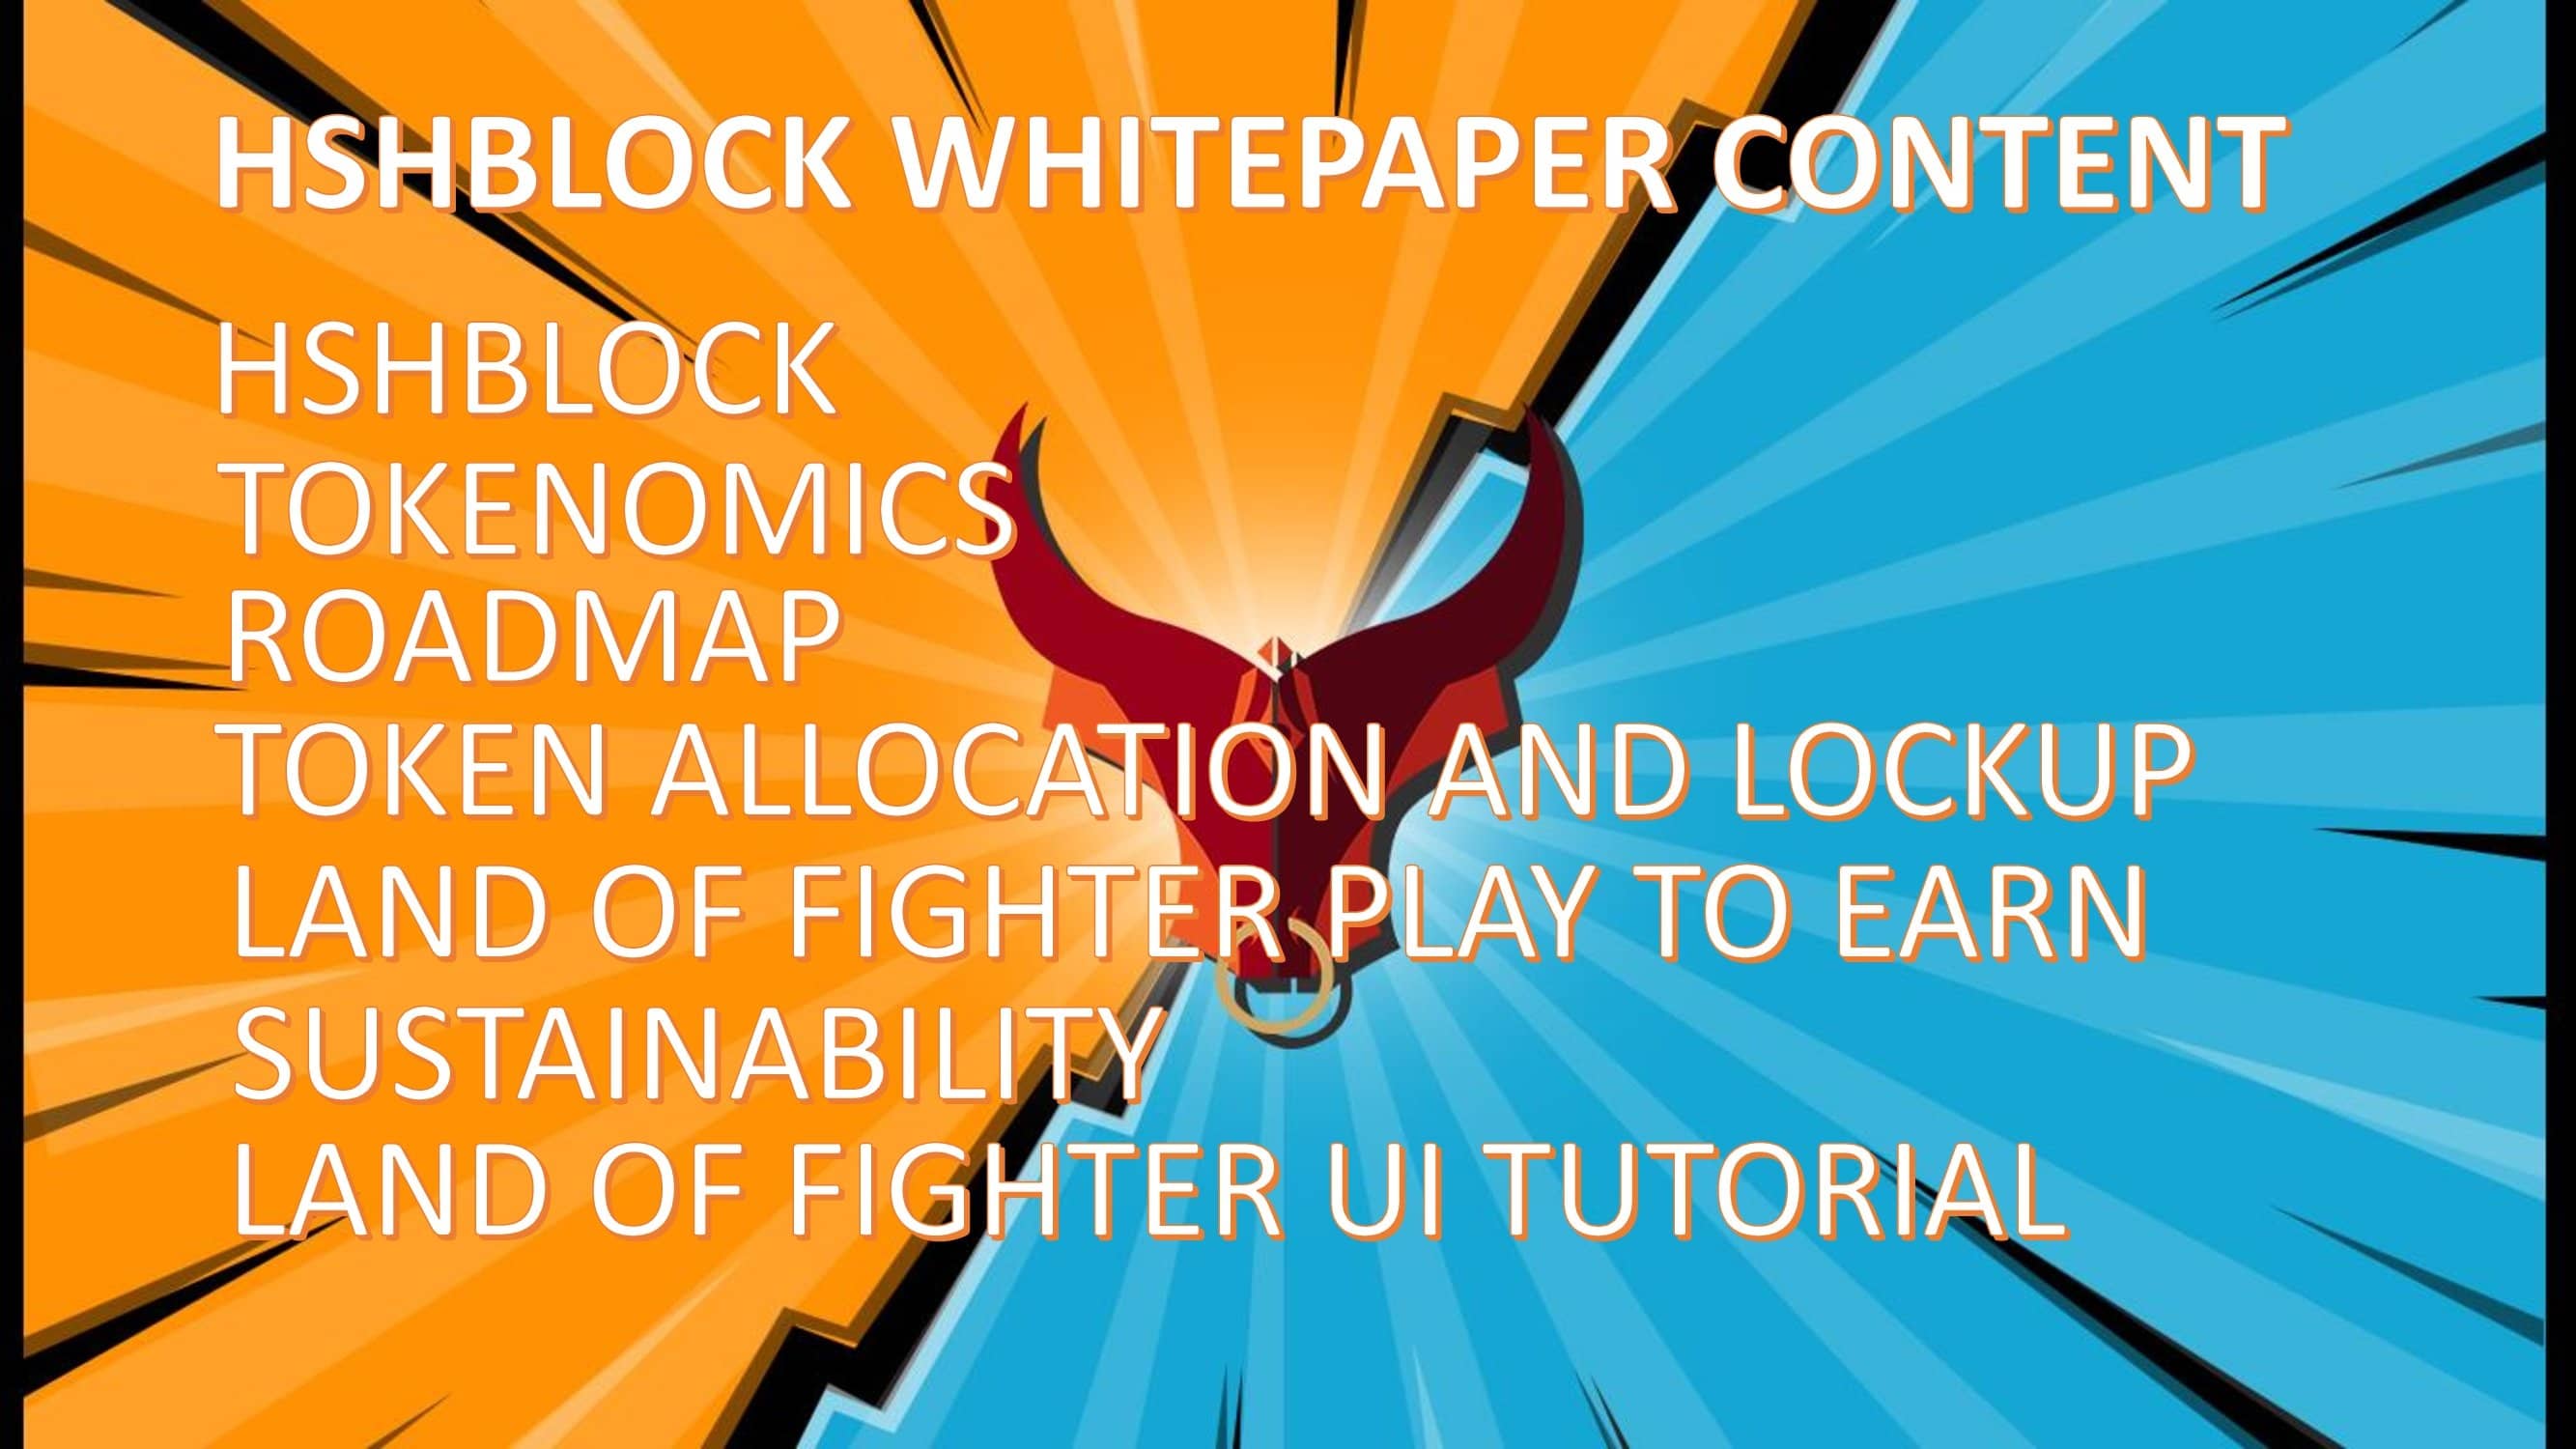 HSHBLOCK WHITEPAPER CONTENT
HSHBLOCK
TOKENOMICS
ROADMAP
TOKEN ALLOCATION AND LOCKUP
LAND OF FIGHTER PLAY TO EARN
SUSTAINABILITY
LAND OF FIGHTER UI TUTORIAL